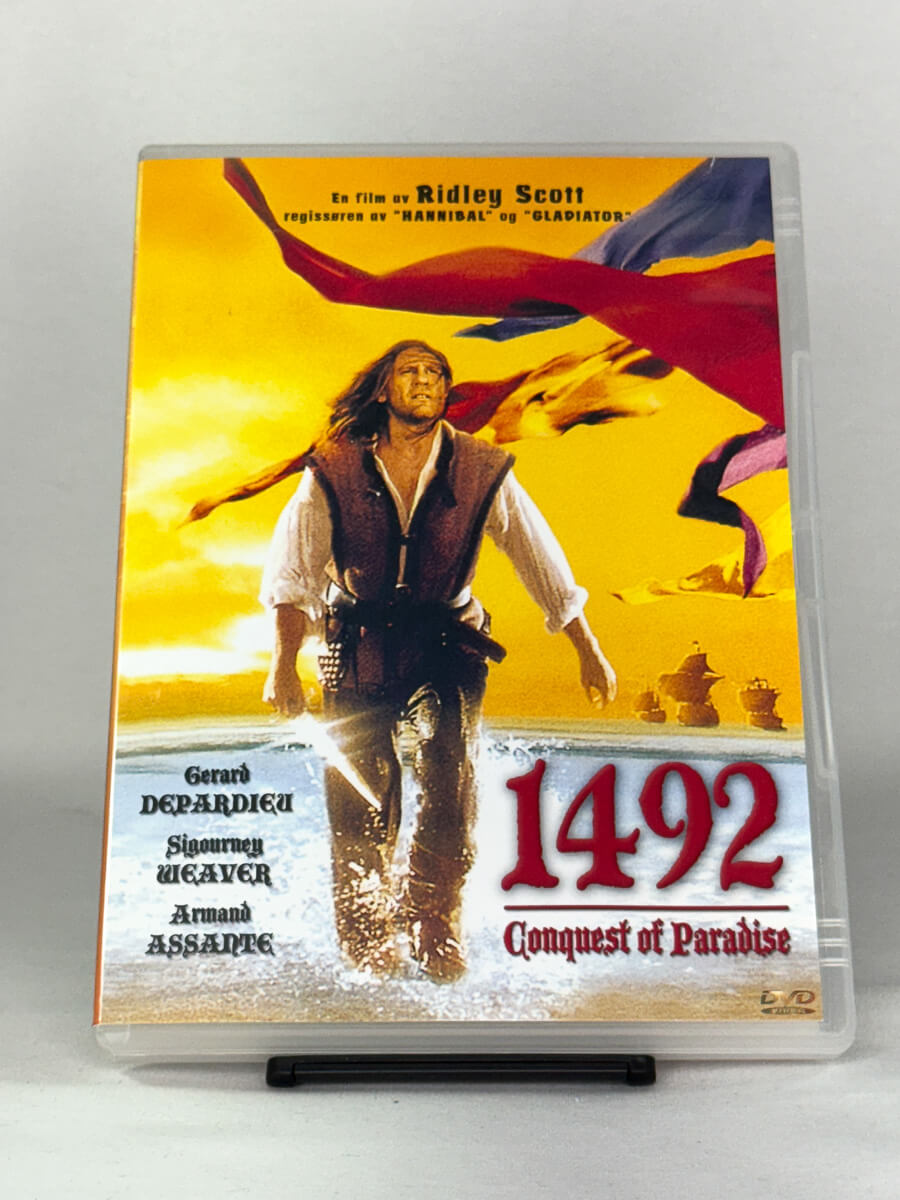 En film av Ridley Scott
regissøren av "HANNIBAL" og "GLADIATOR"
Gerard
DEPARDIEU
Sigourney
WEAVER
Armand
ASSANTE
1492
Conquest of Paradise
DVD
VIDEO